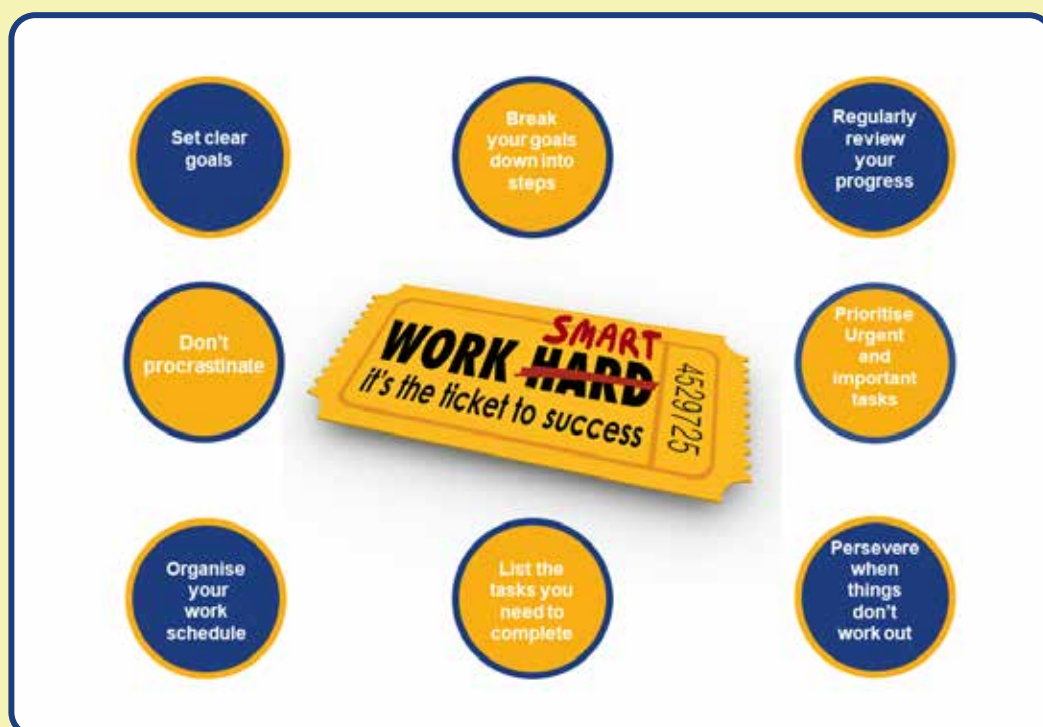 Set clear
goals
Break
your goals
down into
steps
Regularly
review
your
progress
Don't
procrastinate
SMART
WORK HARD
it's the ticket to success
4529725
Prioritise
Urgent
and
important
tasks
Organise
your
work
schedule
List the
tasks you
need to
complete
Persevere
when
things
don't
work out